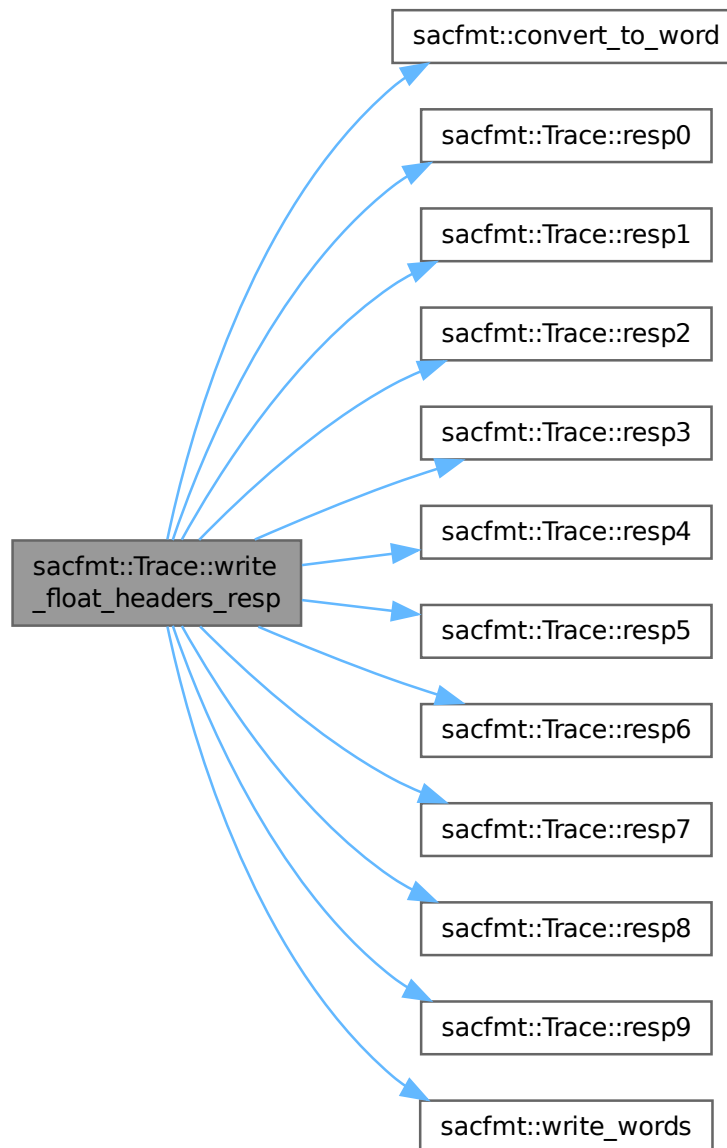 sacfmt::convert_to_word
sacfmt::Trace::resp0
sacfmt::Trace::resp1
sacfmt::Trace::resp2
sacfmt::Trace::resp3
sacfmt::Trace::resp4
sacfmt::Trace::write
_float_headers_resp
sacfmt::Trace::resp5
sacfmt::Trace::resp6
sacfmt::Trace::resp7
sacfmt::Trace::resp8
sacfmt::Trace::resp9
sacfmt::write_words